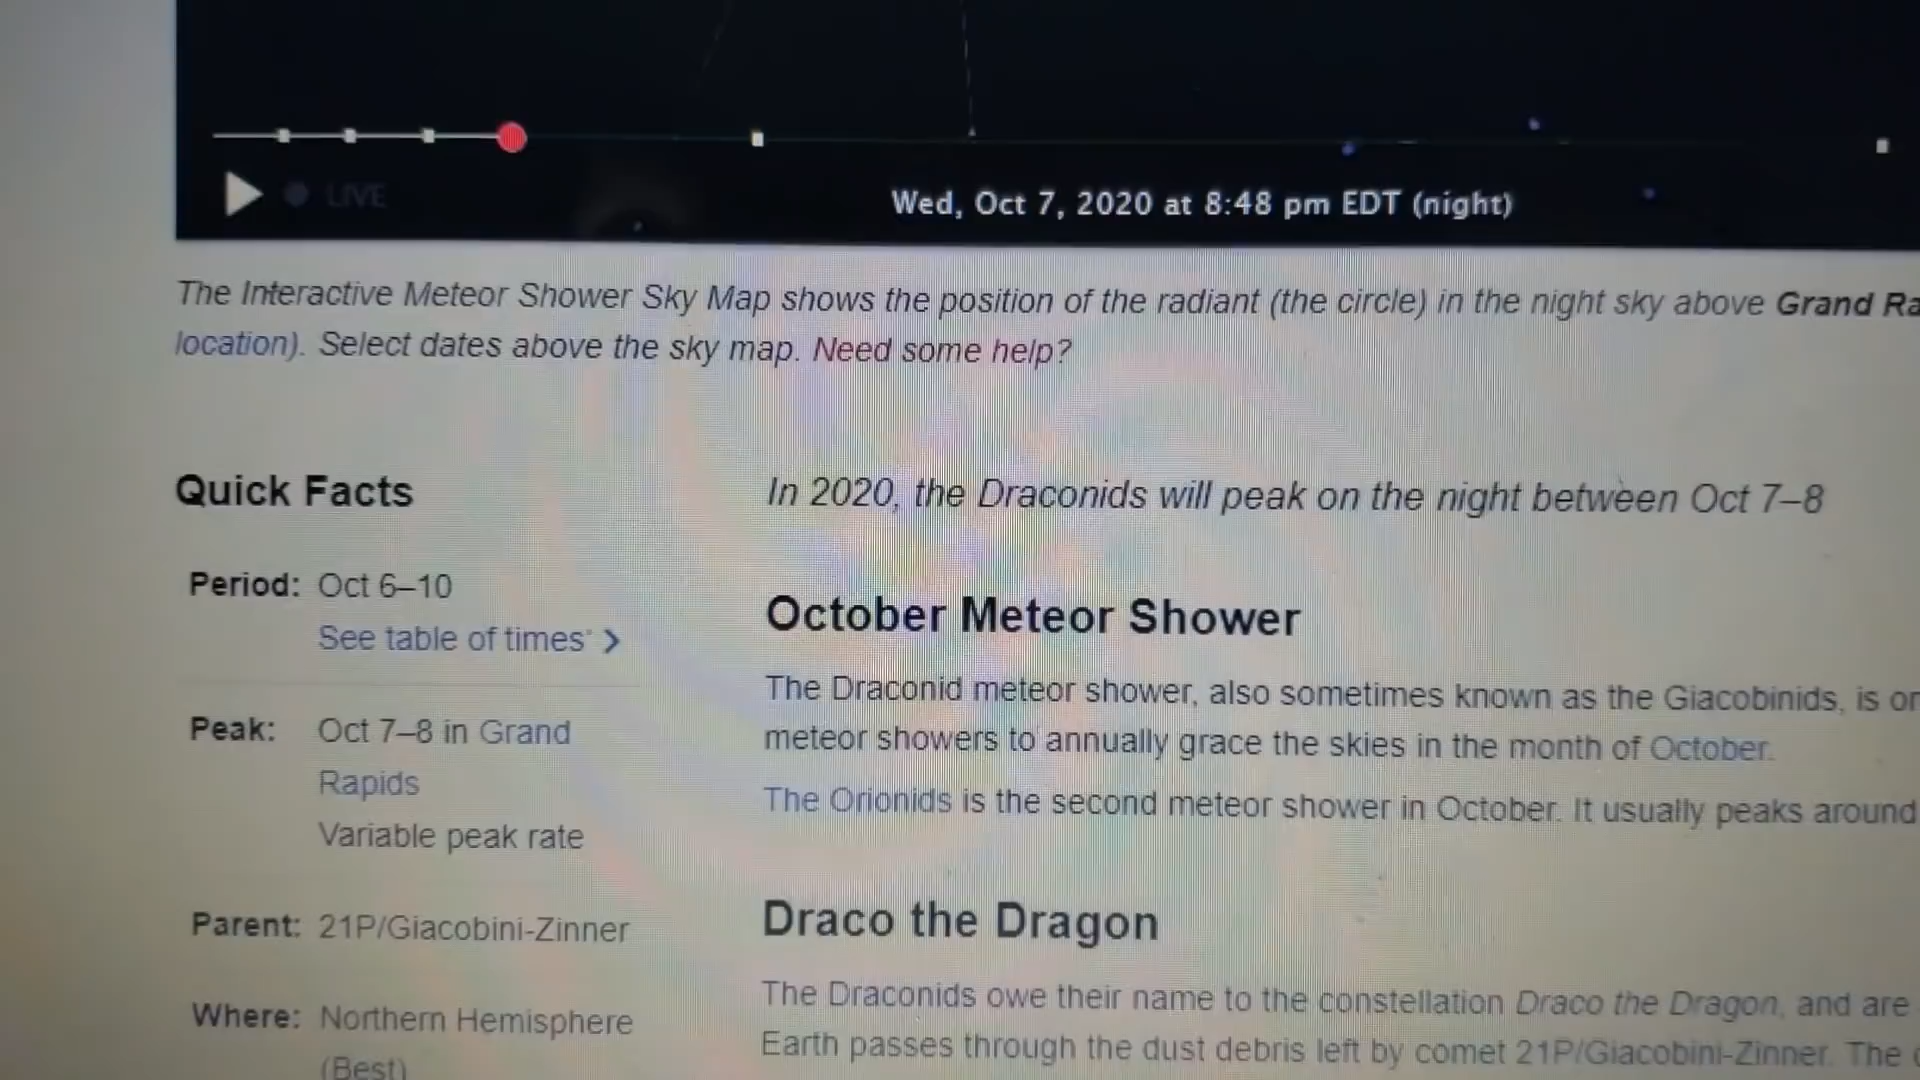 LIVE
Wed, Oct 7, 2020 at 8:48 pm EDT (night)
The Interactive Meteor Shower Sky Map shows the position of the radiant (the circle) in the night sky above Grand
location). Select dates above the sky map. Need some help?
Quick Facts
Period: Oct 6–10
See table of times
Peak: Oct 7–8 in Grand
Rapids
Variable peak rate
Parent: 21P/Giacobini-Zinner
Where: Northern Hemisphere
(Best)
In 2020, the Draconids will peak on the night between Oct 7–8
October Meteor Shower
The Draconid meteor shower, also sometimes known as the Giacobinids, is
meteor showers to annually grace the skies in the month of October.
The Orionids is the second meteor shower in October. It usually peaks around
Draco the Dragon
The Draconids owe their name to the constellation Draco the Dragon, and are
Earth passes through the dust debris left by comet 21P/Giacobini-Zinner. The